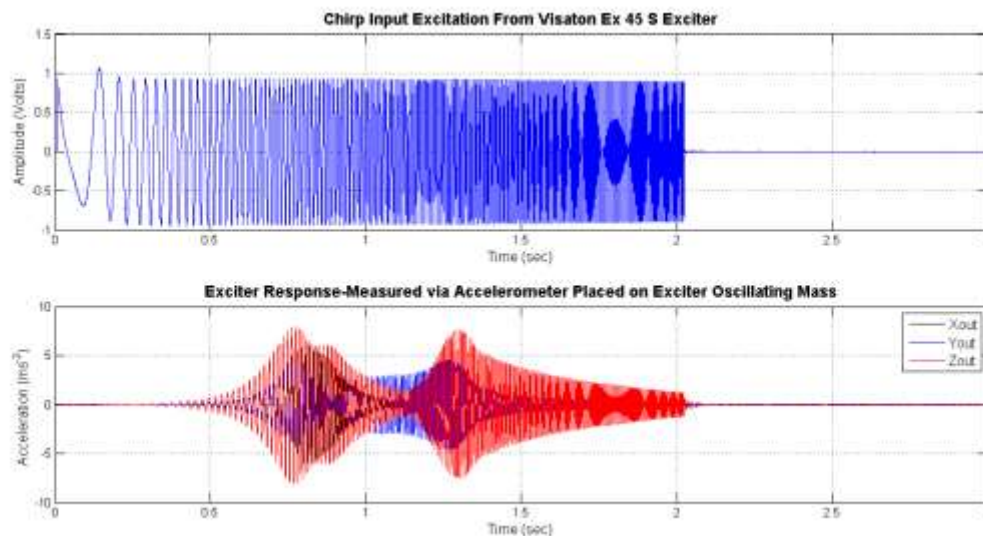 Chirp Input Excitation From Visaton Ex 45 S Exciter
1.5
1
0.5
0
-0.5
-1
Amplitude (Volts)
0 0.5 1 1.5 2 2.5
Time (sec)
Exciter Response-Measured via Accelerometer Placed on Exciter Oscillating Mass
10
5
0
-5
-10
Acceleration (ms⁻²)
Xout
Yout
Zout
0 0.5 1 1.5 2 2.5
Time (sec)